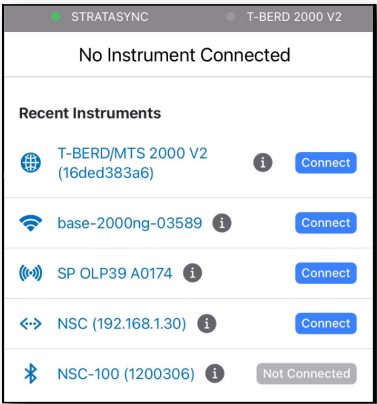 STRATASYNC T-BERD 2000 V2
No Instrument Connected
Recent Instruments
T-BERD/MTS 2000 V2
(16ded383a6)
i Connect
base-2000ng-03589 i Connect
SP OLP39 A0174 i Connect
NSC (192.168.1.30) i Connect
NSC-100 (1200306) i Not Connected